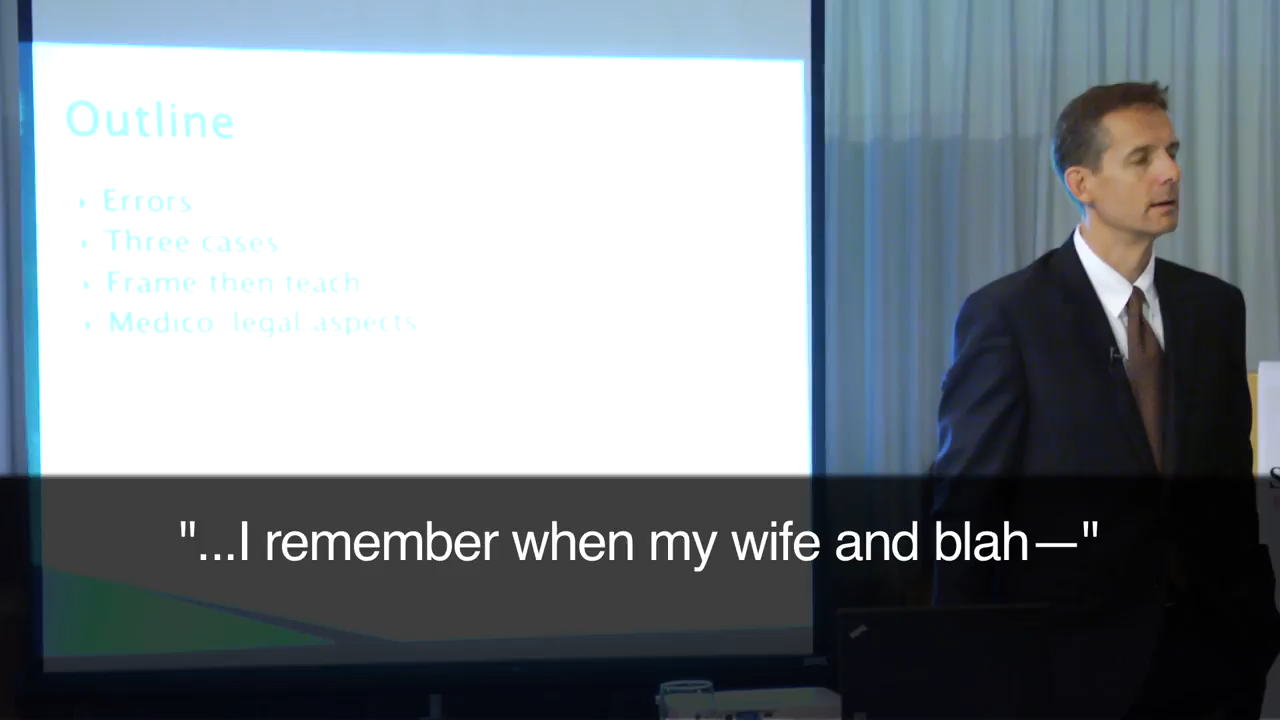 Outline
Errors
Three cases
Frame then teach
Medico legal aspects
"...I remember when my wife and blah—"